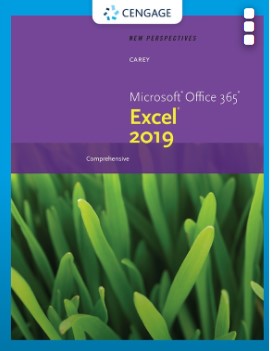 CENGAGE
NEW PERSPECTIVES
CAREY
Microsoft® Office 365®
Excel®
2019
Comprehensive